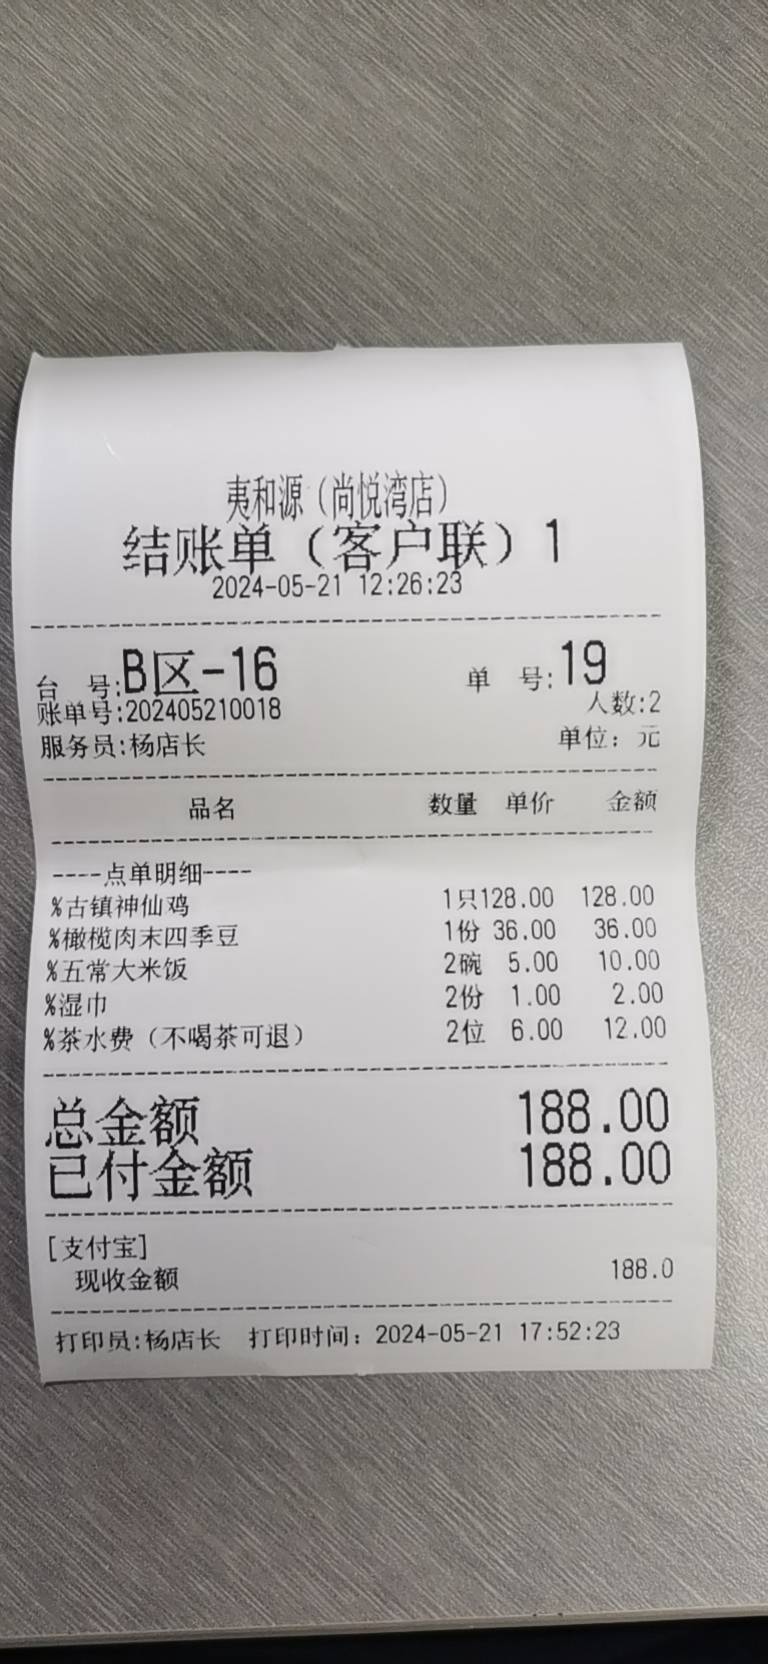 夷和源（尚悦湾店）
结账单（客户联）1
2024-05-21 12:26:23
台 号:B区-16 单 号:19
账单号:202405210018 人数:2
服务员:杨店长 单位：元
品名 数量 单价 金额
----点单明细----
%古镇神仙鸡 1只128.00 128.00
%橄榄肉末四季豆 1份 36.00 36.00
%五常大米饭 2碗 5.00 10.00
%湿巾 2份 1.00 2.00
%茶水费（不喝茶可退） 2位 6.00 12.00
总金额 188.00
已付金额 188.00
[支付宝]
现收金额 188.0
打印员:杨店长 打印时间：2024-05-21 17:52:23